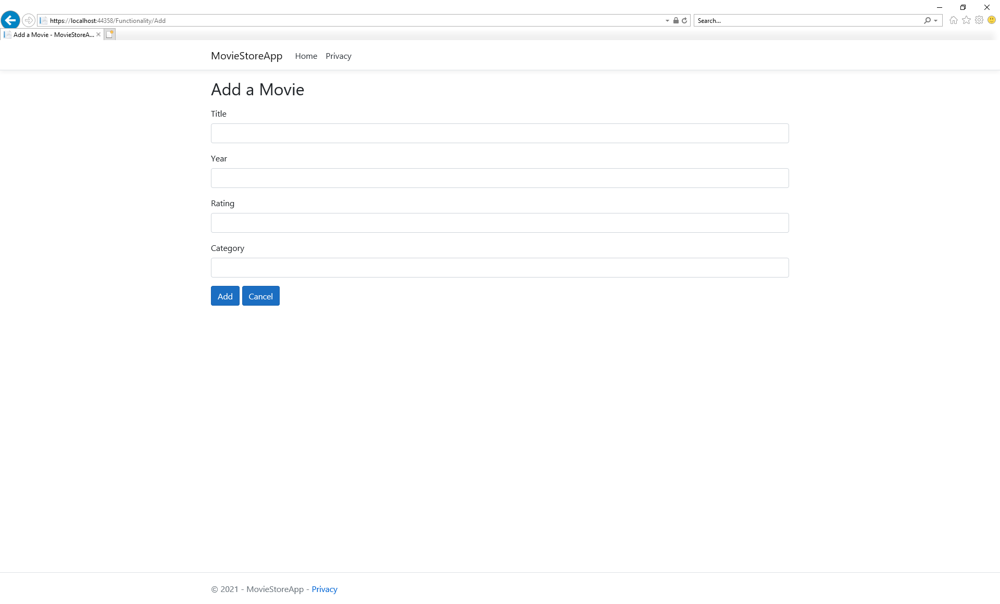 https://localhost:44358/Functionality/Add
Search...
Add a Movie - MovieStoreA...
MovieStoreApp Home Privacy
Add a Movie
Title
Year
Rating
Category
Add Cancel
© 2021 - MovieStoreApp - Privacy